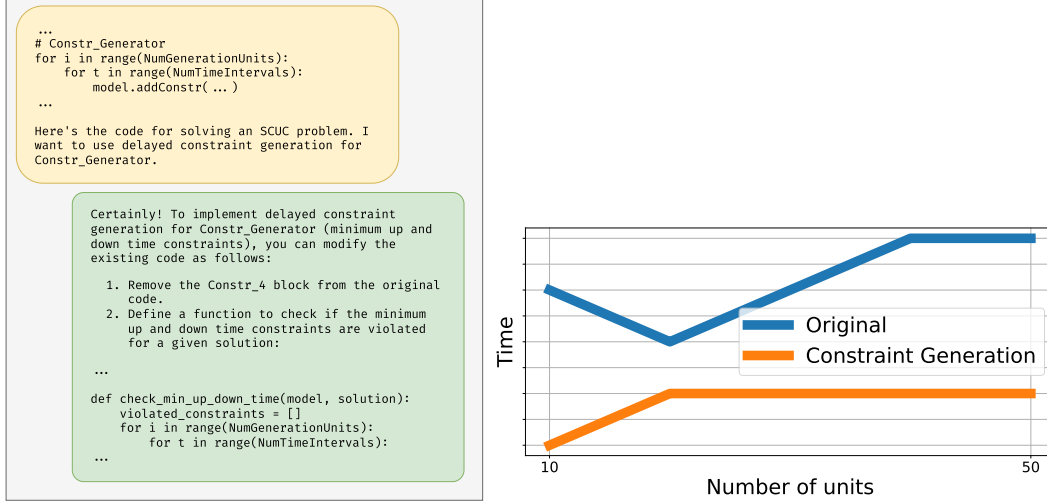 ...
# Constr_Generator
for i in range(NumGenerationUnits):
    for t in range(NumTimeIntervals):
        model.addConstr(...)
...
Here's the code for solving an SCUC problem. I
want to use delayed constraint generation for
Constr_Generator.
Certainly! To implement delayed constraint
generation for Constr_Generator (minimum up and
down time constraints), you can modify the
existing code as follows:
1. Remove the Constr_4 block from the original
code.
2. Define a function to check if the minimum
up and down time constraints are violated
for a given solution:
...
def check_min_up_down_time(model, solution):
    violated_constraints = []
    for i in range(NumGenerationUnits):
        for t in range(NumTimeIntervals):
...
Time
Original
Constraint Generation
10
50
Number of units